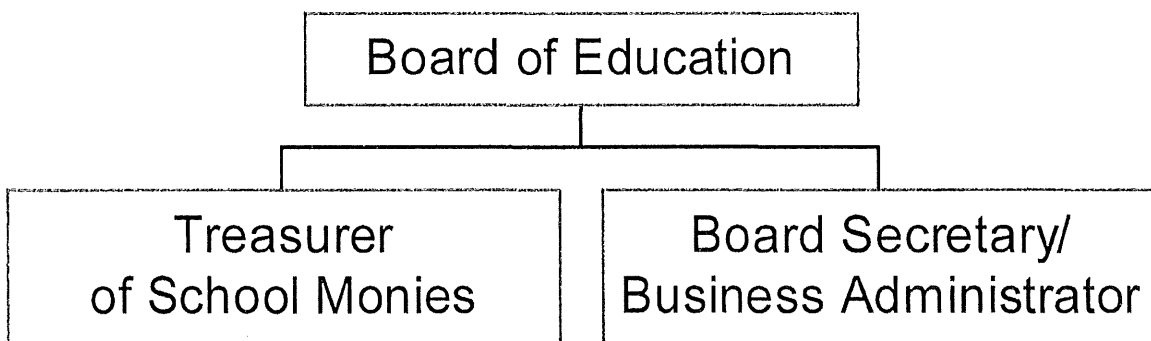 Board of Education
Treasurer
of School Monies
Board Secretary/
Business Administrator